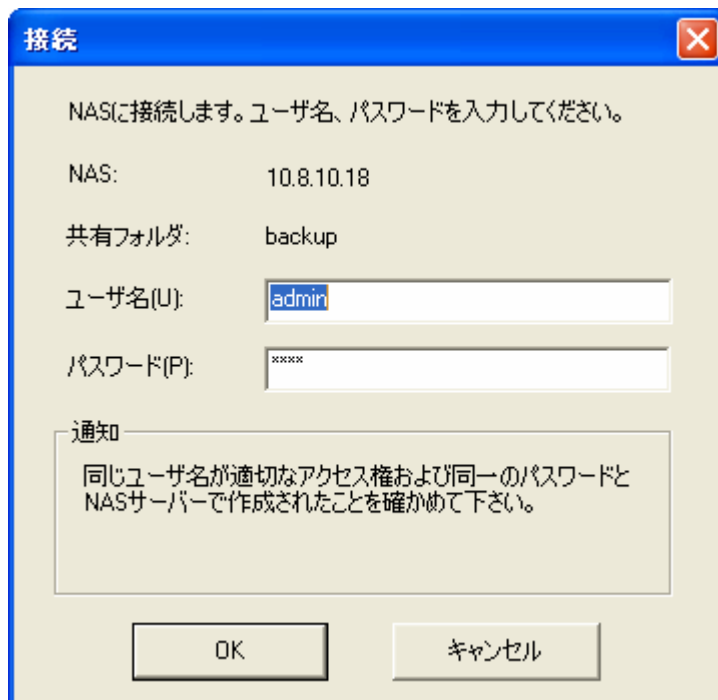 接続
NASに接続します。ユーザ名、パスワードを入力してください。
NAS: 10.8.10.18
共有フォルダ: backup
ユーザ名(U): admin
パスワード(P): ****
通知
同じユーザ名が適切なアクセス権および同一のパスワードと
NASサーバーで作成されたことを確かめて下さい。
OK キャンセル